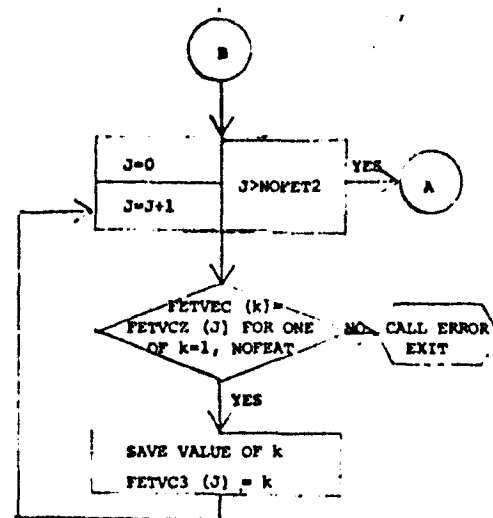 B
J=0
J=J+1
J>NOFET2
YES
A
FETVEC (k)=
FETVCZ (J) FOR ONE
OF k=1, NOFEAT
NO
CALL ERROR
EXIT
YES
SAVE VALUE OF k
FETVC3 (J) = k